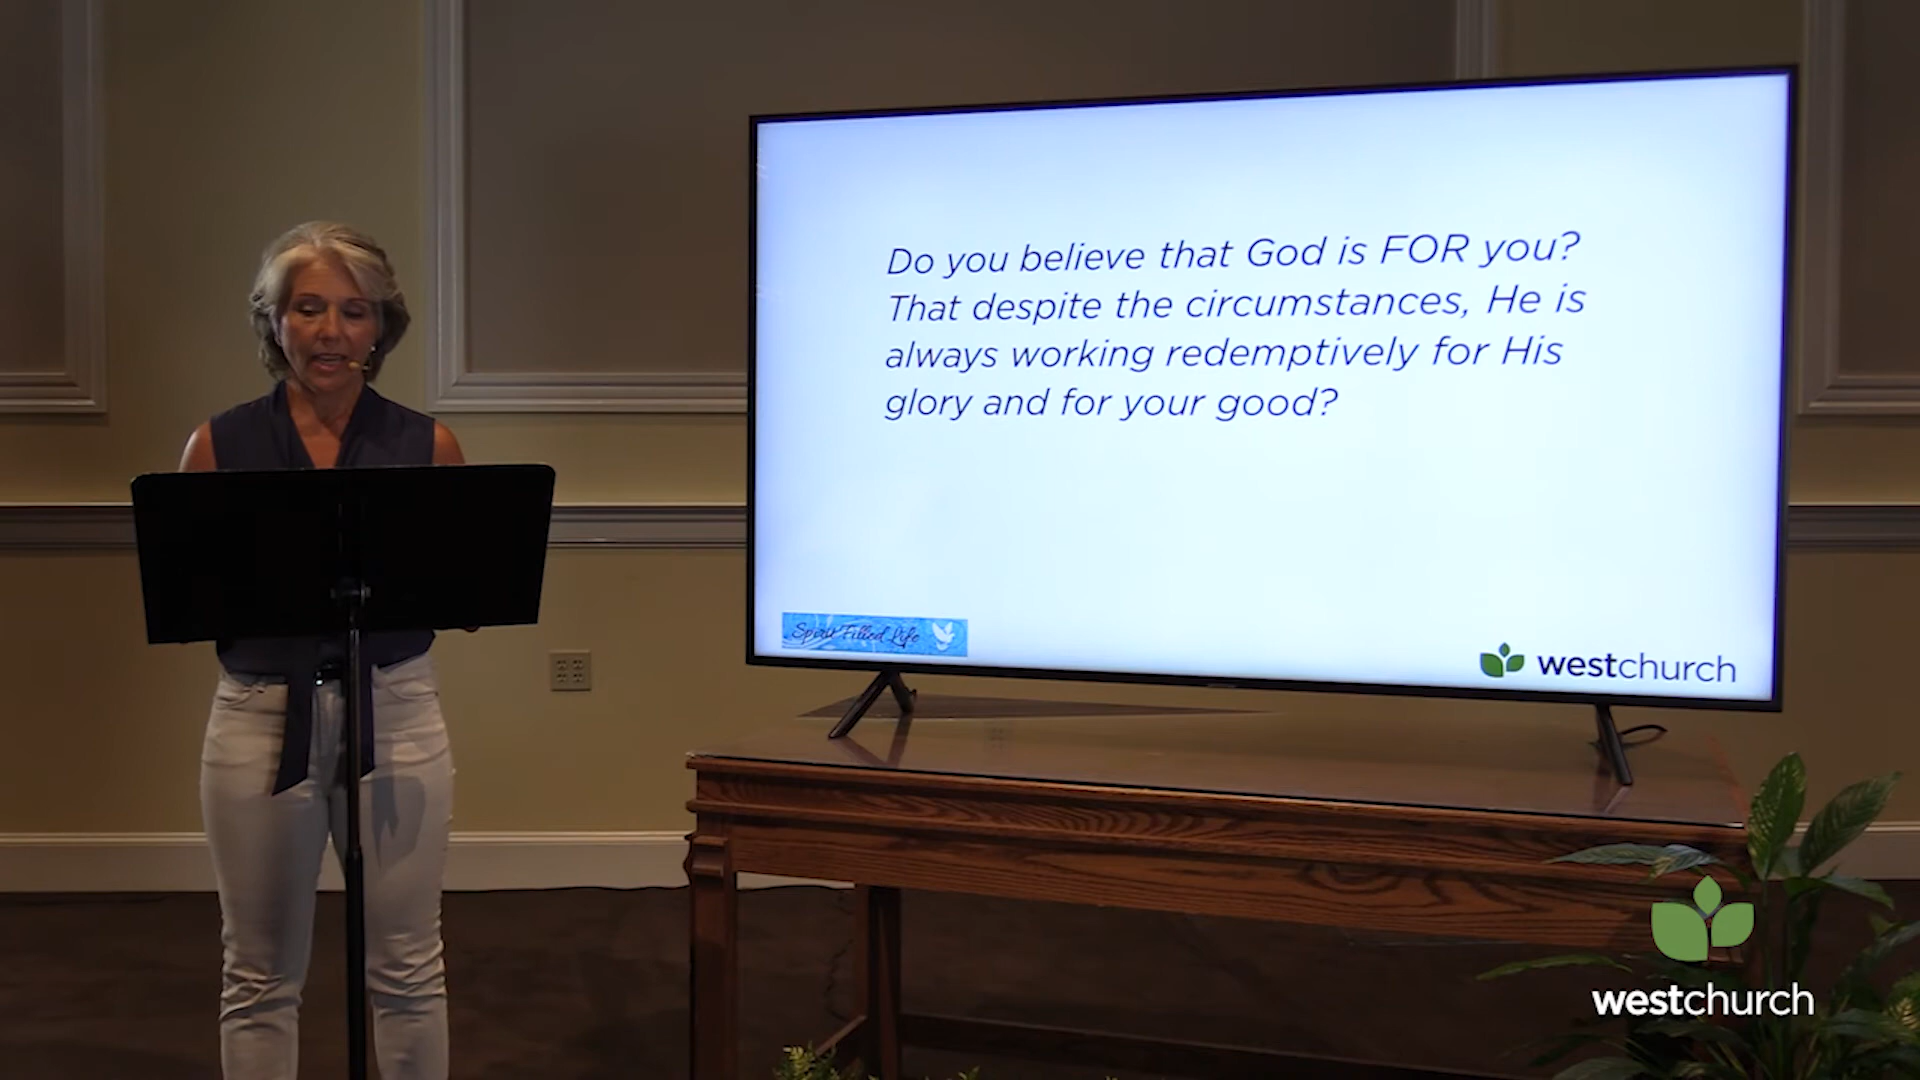 Do you believe that God is FOR you?
That despite the circumstances, He is
always working redemptively for His
glory and for your good?
Spirit Filled Life
westchurch
westchurch